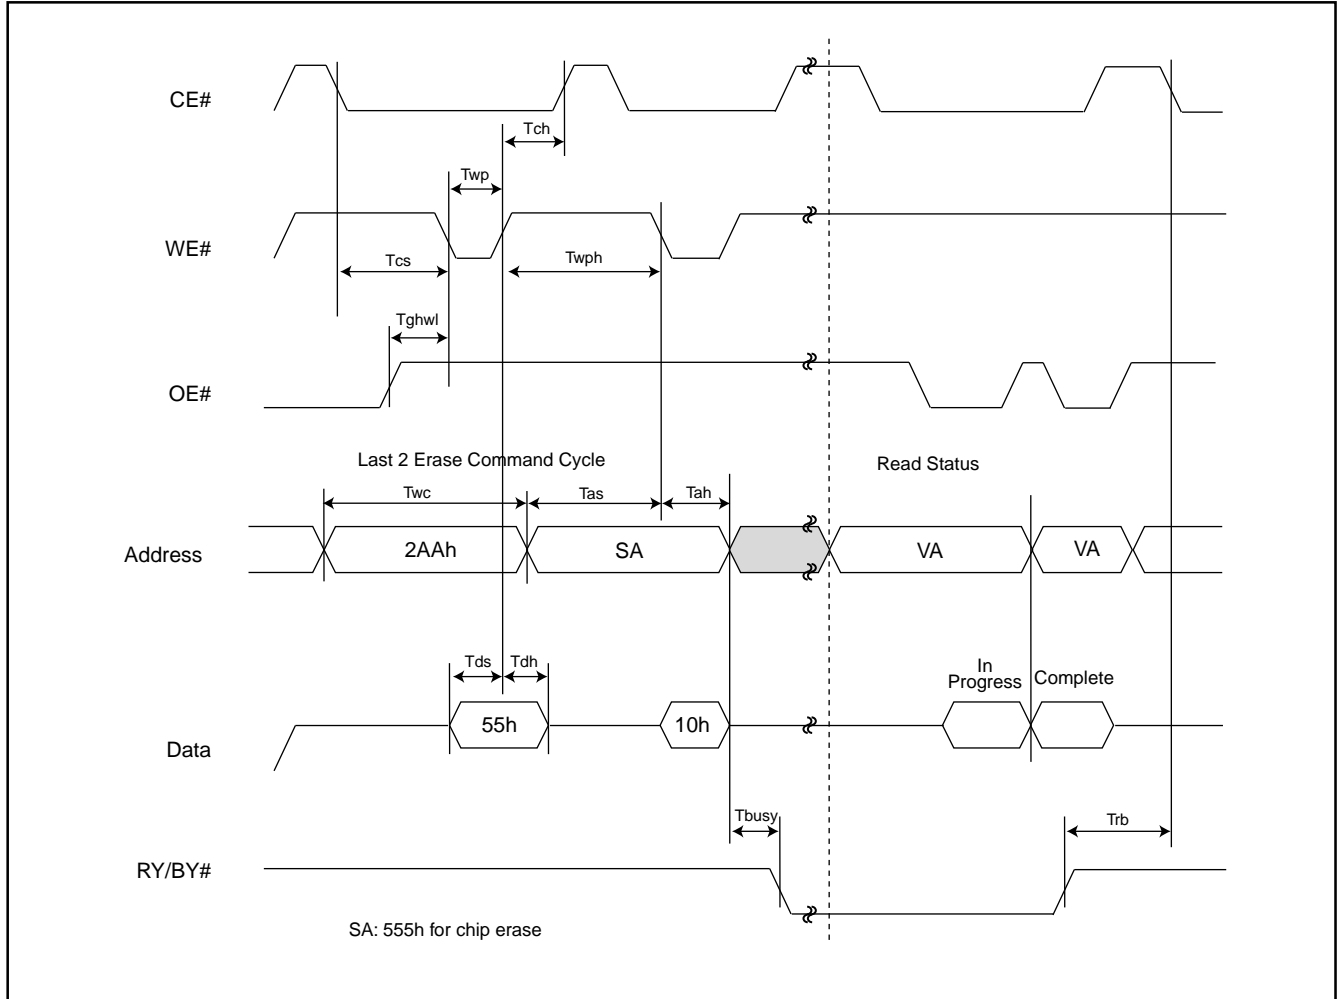 CE#
Tch
Twp
WE#
Tcs
Twph
Tghwl
OE#
Last 2 Erase Command Cycle
Read Status
Twc
Tas
Tah
Address
2AAh
SA
VA
VA
Tds
Tdh
In
Progress
Complete
55h
10h
Data
Tbusy
Trb
RY/BY#
SA: 555h for chip erase